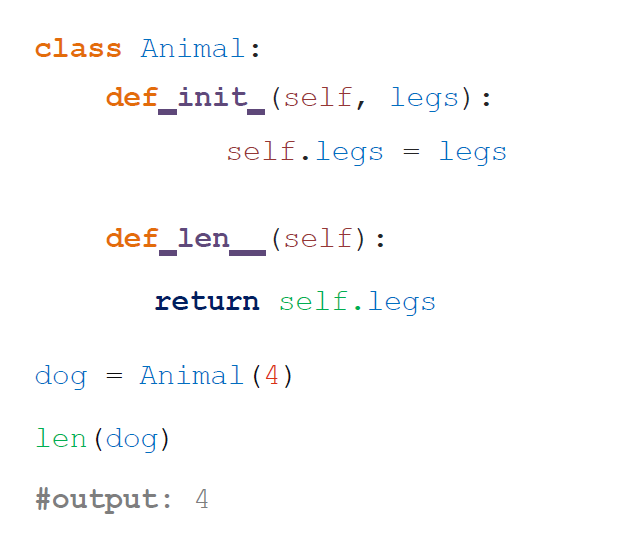 class Animal:
def_init_(self, legs):
self.legs = legs
def_len__(self):
return self.legs
dog = Animal(4)
len(dog)
#output: 4